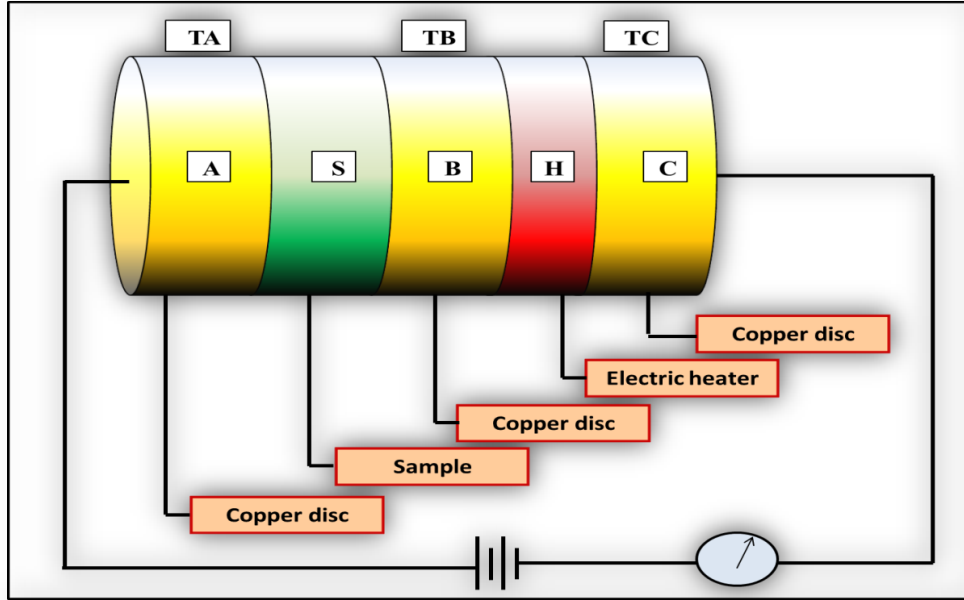 TA
TB
TC
A
S
B
H
C
Copper disc
Electric heater
Copper disc
Sample
Copper disc